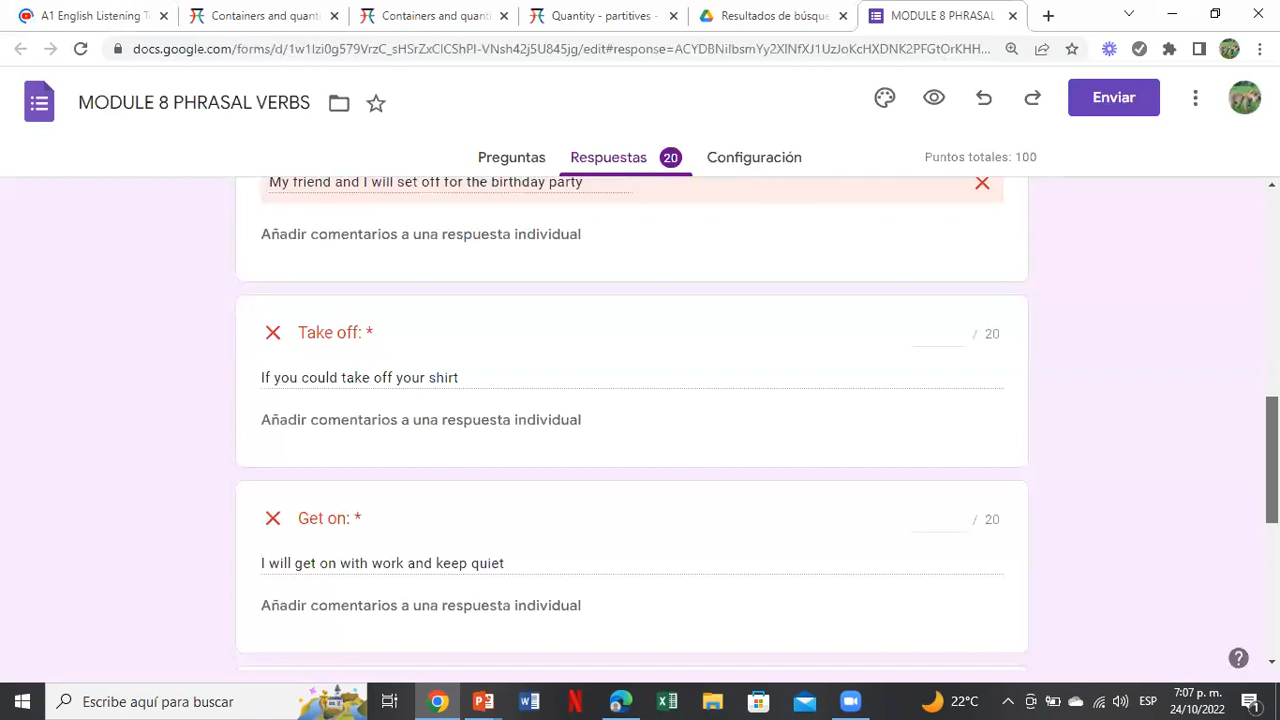 A1 English Listening T
Containers and quanti
Containers and quanti
Quantity - partitives -
Resultados de búsque
MODULE 8 PHRASAL
docs.google.com/forms/d/1w1Izi0g579VrzC_sHSrZxClCShPI-VNsh42j5U845jg/edit#response=ACYDBNiIbsnYy2XINfXJ1UzJoKcHXDNK2PFGtOrKHH...
MODULE 8 PHRASAL VERBS
Enviar
Preguntas
Respuestas 20
Configuración
Puntos totales: 100
My friend and I will set off for the birthday party
Añadir comentarios a una respuesta individual
Take off: *
/ 20
If you could take off your shirt
Añadir comentarios a una respuesta individual
Get on: *
/ 20
I will get on with work and keep quiet
Añadir comentarios a una respuesta individual
Escribe aquí para buscar
22°C
ESP
7:07 p. m.
24/10/2022
1